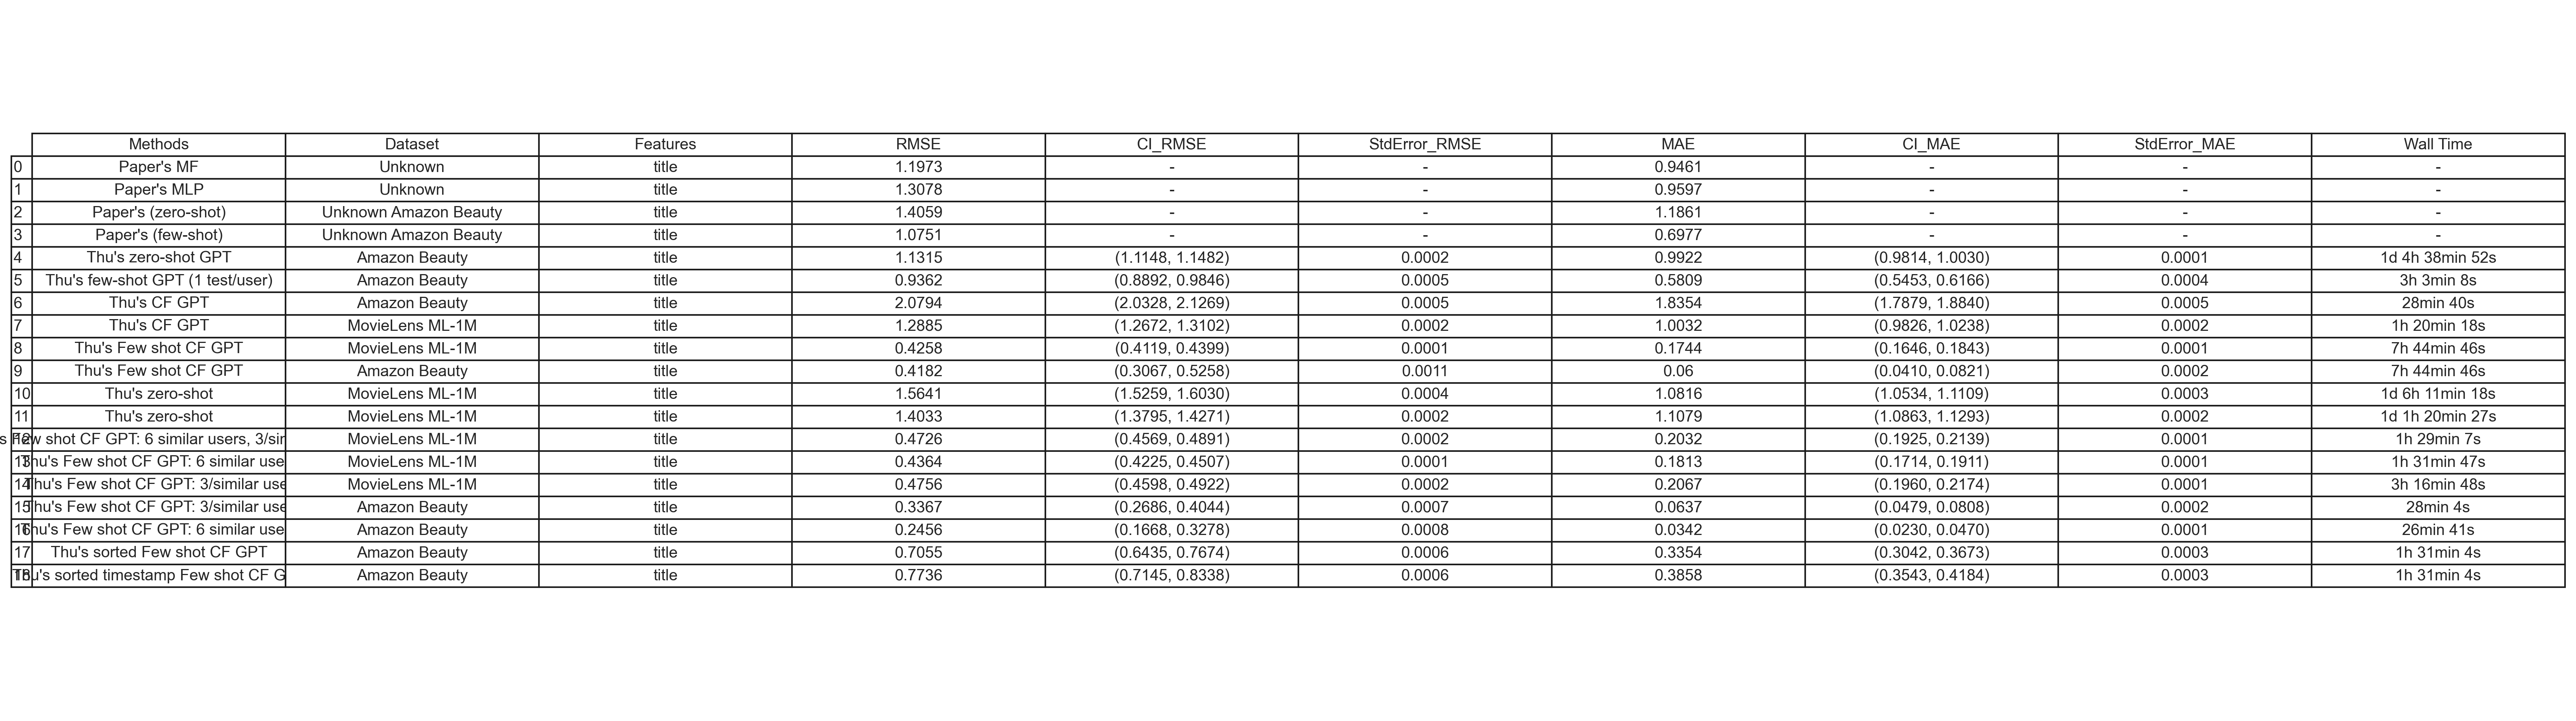 Methods Dataset Features RMSE CI_RMSE StdError_RMSE MAE CI_MAE StdError_MAE Wall Time
0 Paper's MF Unknown title 1.1973 - - 0.9461 - - -
1 Paper's MLP Unknown title 1.3078 - - 0.9597 - - -
2 Paper's (zero-shot) Unknown Amazon Beauty title 1.4059 - - 1.1861 - - -
3 Paper's (few-shot) Unknown Amazon Beauty title 1.0751 - - 0.6977 - - -
4 Thu's zero-shot GPT Amazon Beauty title 1.1315 (1.1148, 1.1482) 0.0002 0.9922 (0.9814, 1.0030) 0.0001 1d 4h 38min 52s
5 Thu's few-shot GPT (1 test/user) Amazon Beauty title 0.9362 (0.8892, 0.9846) 0.0005 0.5809 (0.5453, 0.6166) 0.0004 3h 3min 8s
6 Thu's CF GPT Amazon Beauty title 2.0794 (2.0328, 2.1269) 0.0005 1.8354 (1.7879, 1.8840) 0.0005 28min 40s
7 Thu's CF GPT MovieLens ML-1M title 1.2885 (1.2672, 1.3102) 0.0002 1.0032 (0.9826, 1.0238) 0.0002 1h 20min 18s
8 Thu's Few shot CF GPT MovieLens ML-1M title 0.4258 (0.4119, 0.4399) 0.0001 0.1744 (0.1646, 0.1843) 0.0001 7h 44min 46s
9 Thu's Few shot CF GPT Amazon Beauty title 0.4182 (0.3067, 0.5258) 0.0011 0.06 (0.0410, 0.0821) 0.0002 7h 44min 46s
10 Thu's zero-shot MovieLens ML-1M title 1.5641 (1.5259, 1.6030) 0.0004 1.0816 (1.0534, 1.1109) 0.0003 1d 6h 11min 18s
11 Thu's zero-shot MovieLens ML-1M title 1.4033 (1.3795, 1.4271) 0.0002 1.1079 (1.0863, 1.1293) 0.0002 1d 1h 20min 27s
12 s Few shot CF GPT: 6 similar users, 3/sir MovieLens ML-1M title 0.4726 (0.4569, 0.4891) 0.0002 0.2032 (0.1925, 0.2139) 0.0001 1h 29min 7s
13 Thu's Few shot CF GPT: 6 similar use MovieLens ML-1M title 0.4364 (0.4225, 0.4507) 0.0001 0.1813 (0.1714, 0.1911) 0.0001 1h 31min 47s
14 Thu's Few shot CF GPT: 3/similar use MovieLens ML-1M title 0.4756 (0.4598, 0.4922) 0.0002 0.2067 (0.1960, 0.2174) 0.0001 3h 16min 48s
15 Thu's Few shot CF GPT: 3/similar use Amazon Beauty title 0.3367 (0.2686, 0.4044) 0.0007 0.0637 (0.0479, 0.0808) 0.0002 28min 4s
16 Thu's Few shot CF GPT: 6 similar use Amazon Beauty title 0.2456 (0.1668, 0.3278) 0.0008 0.0342 (0.0230, 0.0470) 0.0001 26min 41s
17 Thu's sorted Few shot CF GPT Amazon Beauty title 0.7055 (0.6435, 0.7674) 0.0006 0.3354 (0.3042, 0.3673) 0.0003 1h 31min 4s
18 Thu's sorted timestamp Few shot CF G Amazon Beauty title 0.7736 (0.7145, 0.8338) 0.0006 0.3858 (0.3543, 0.4184) 0.0003 1h 31min 4s